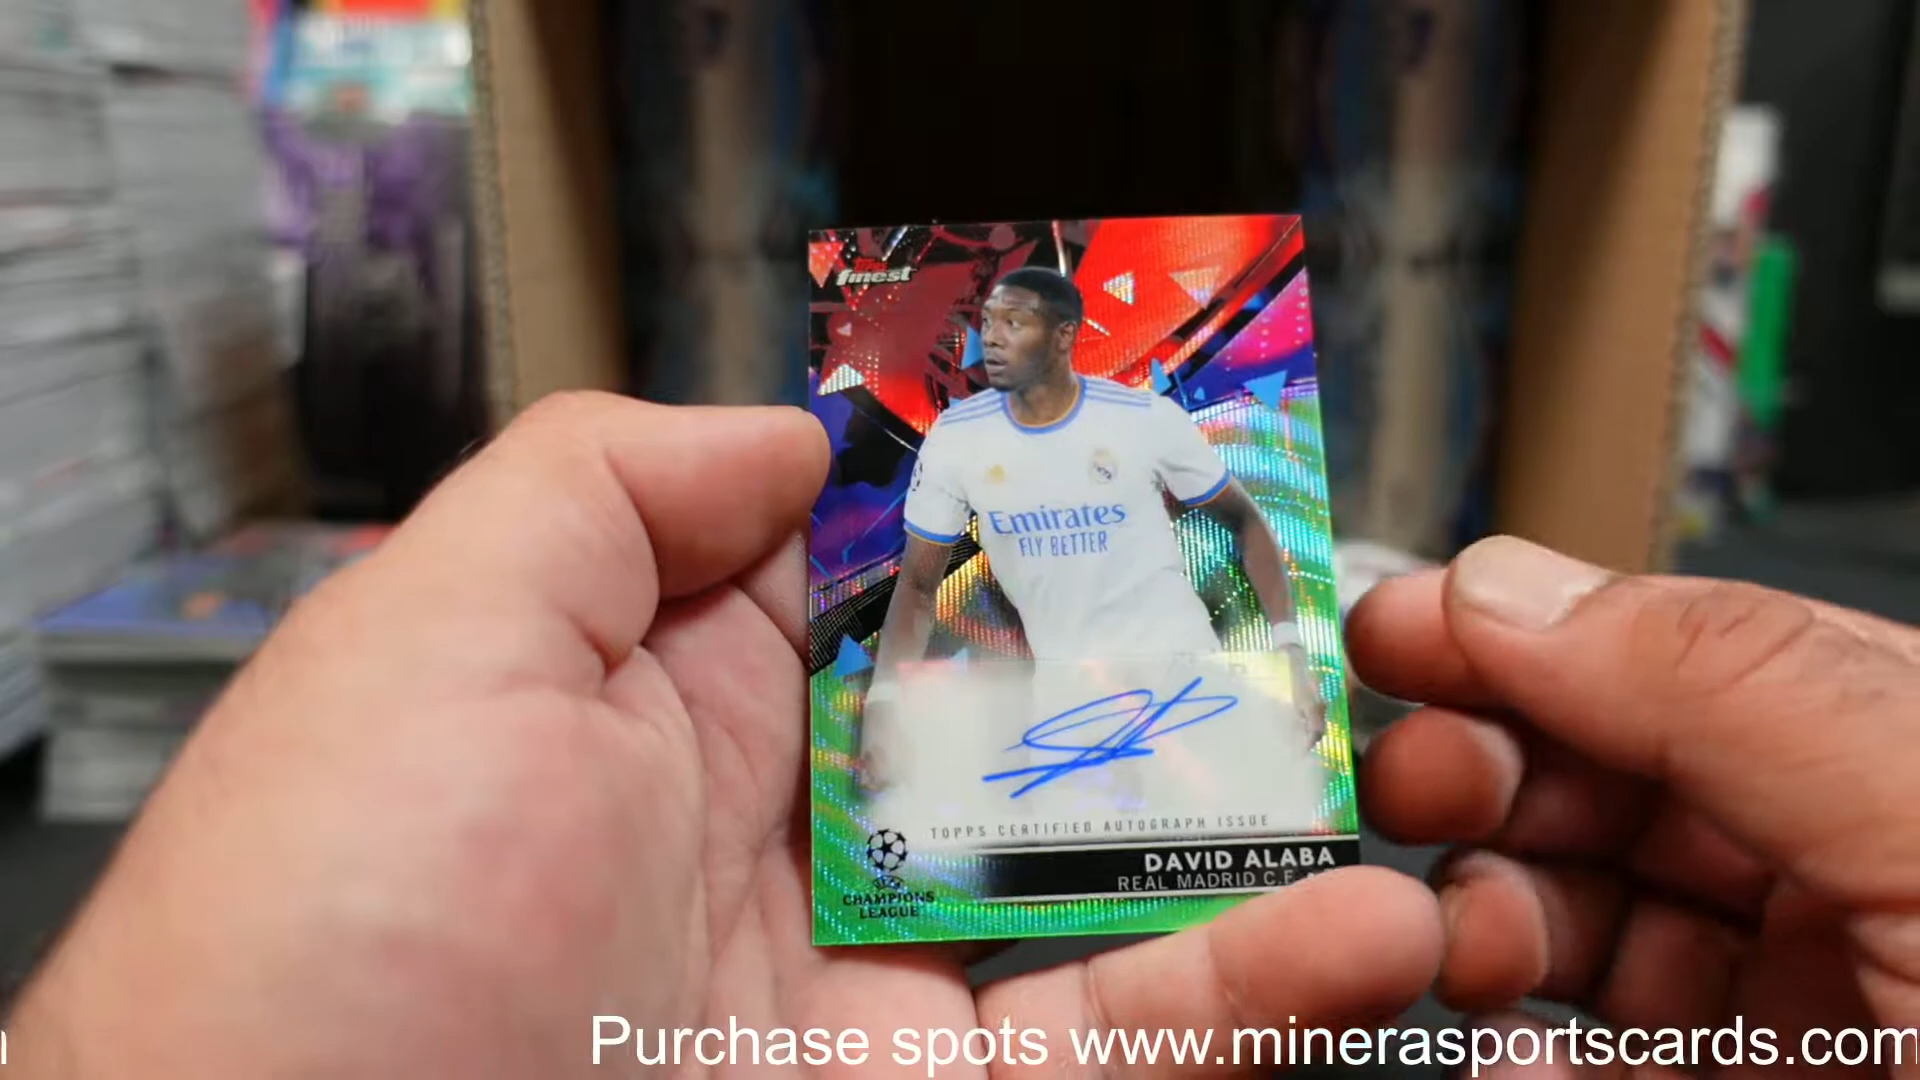 finest
Emirates
FLY BETTER
TOPPS CERTIFIED AUTOGRAPH ISSUE
DAVID ALABA
REAL MADRID C.F.
CHAMPIONS
LEAGUE
Purchase spots www.minerasportscards.com